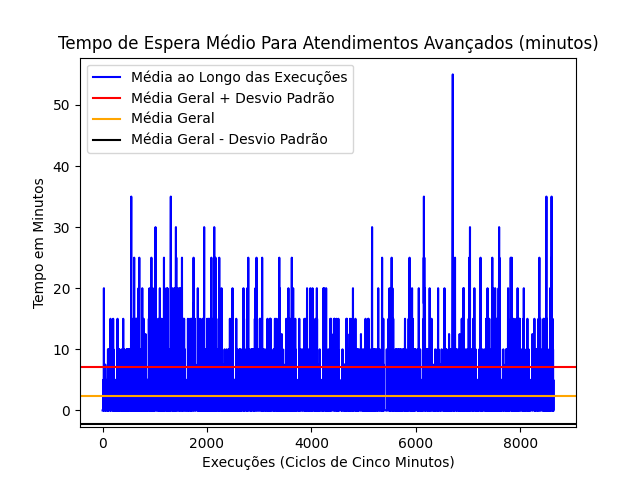 Tempo de Espera Médio Para Atendimentos Avançados (minutos)
Média ao Longo das Execuções
Média Geral + Desvio Padrão
Média Geral
Média Geral - Desvio Padrão
Tempo em Minutos
50
40
30
20
10
0
0 2000 4000 6000 8000
Execuções (Ciclos de Cinco Minutos)